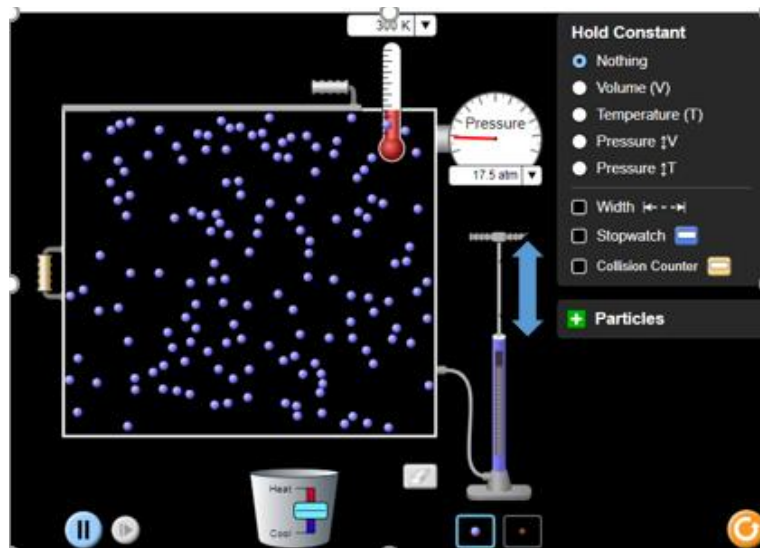 300 K
Pressure
17.5 atm
Heat
Cool
Hold Constant
Nothing
Volume (V)
Temperature (T)
Pressure ↕V
Pressure ↕T
Width
Stopwatch
Collision Counter
Particles